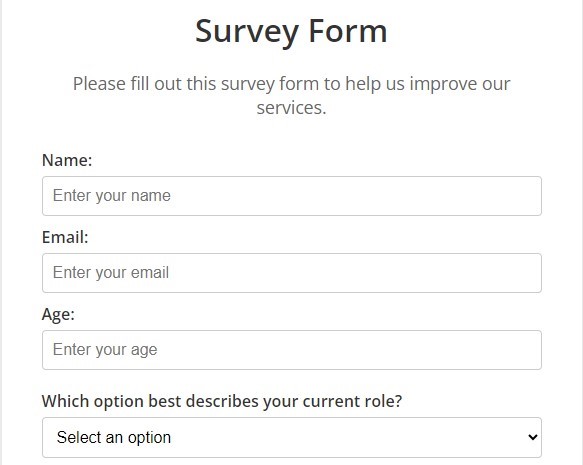 Survey Form
Please fill out this survey form to help us improve our
services.
Name:
Enter your name
Email:
Enter your email
Age:
Enter your age
Which option best describes your current role?
Select an option